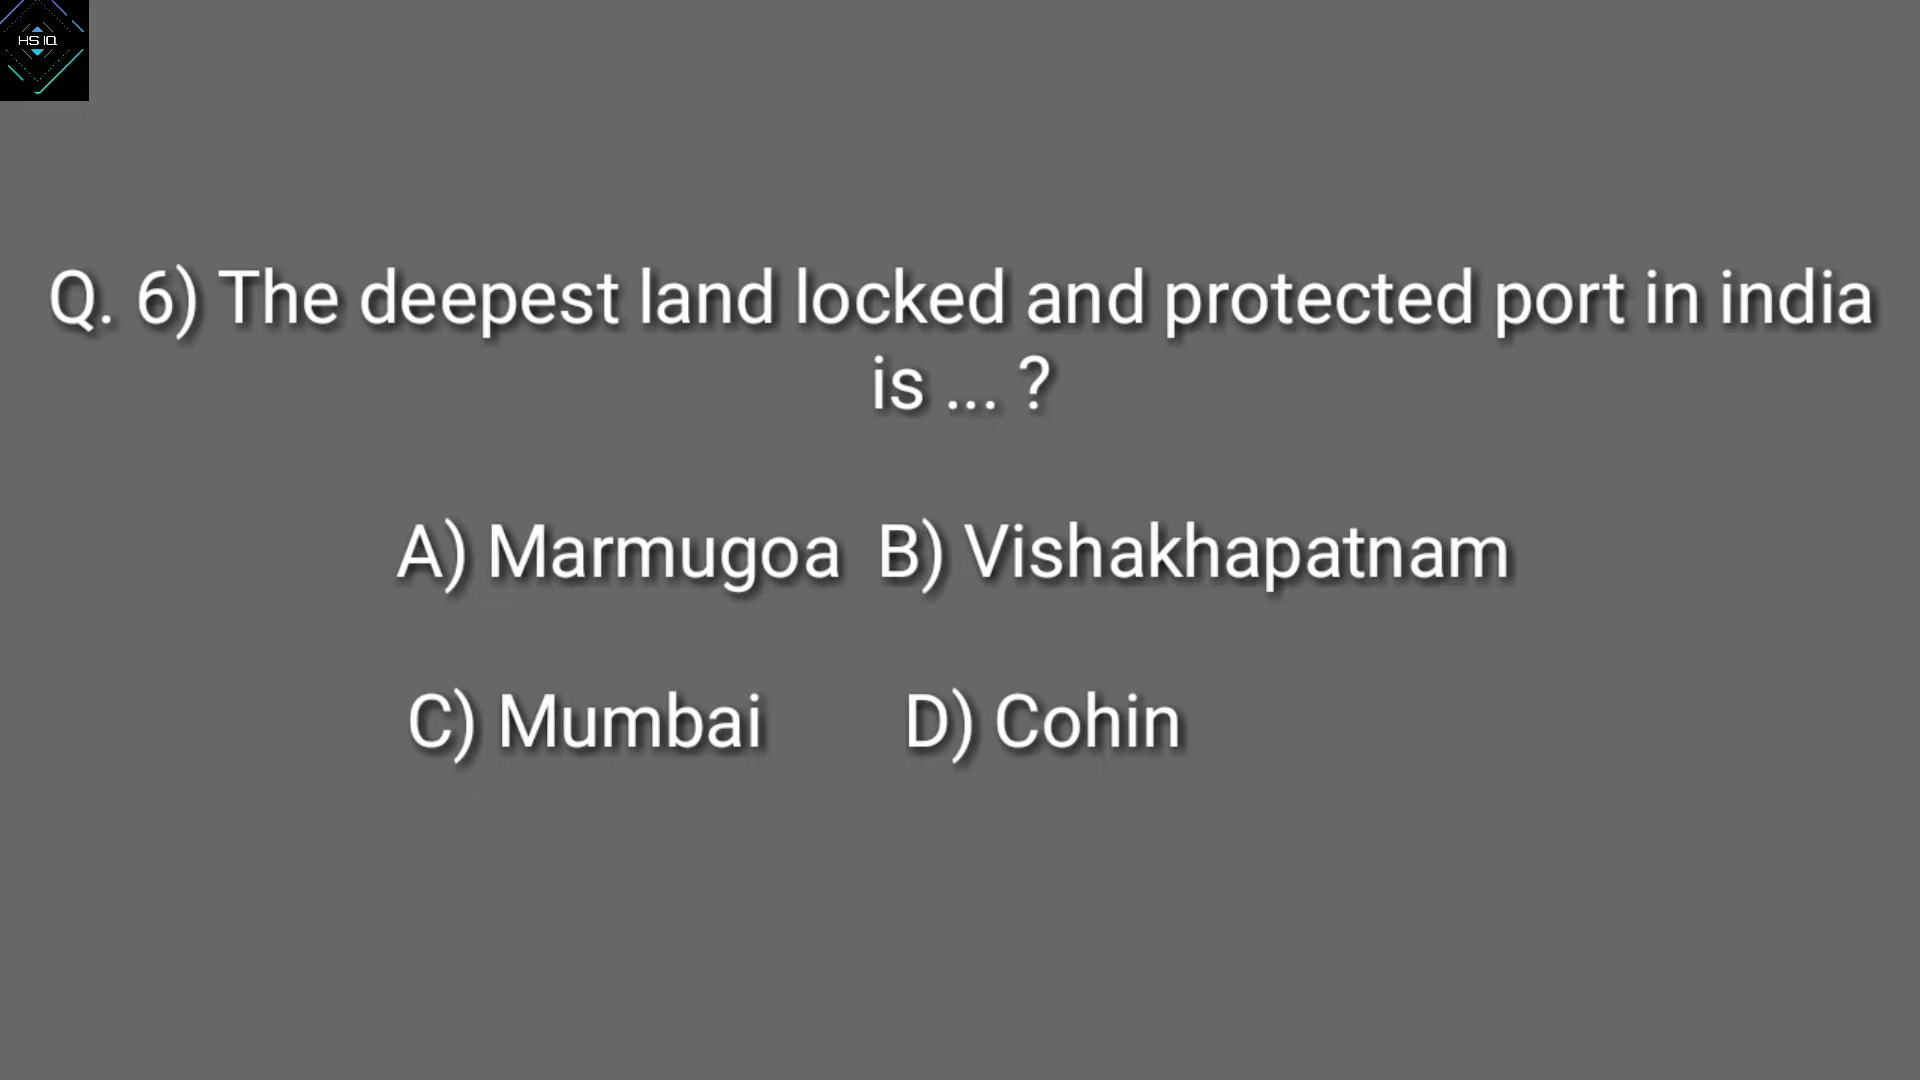 HS IQ
Q. 6) The deepest land locked and protected port in india
is ... ?
A) Marmugoa B) Vishakhapatnam
C) Mumbai D) Cohin